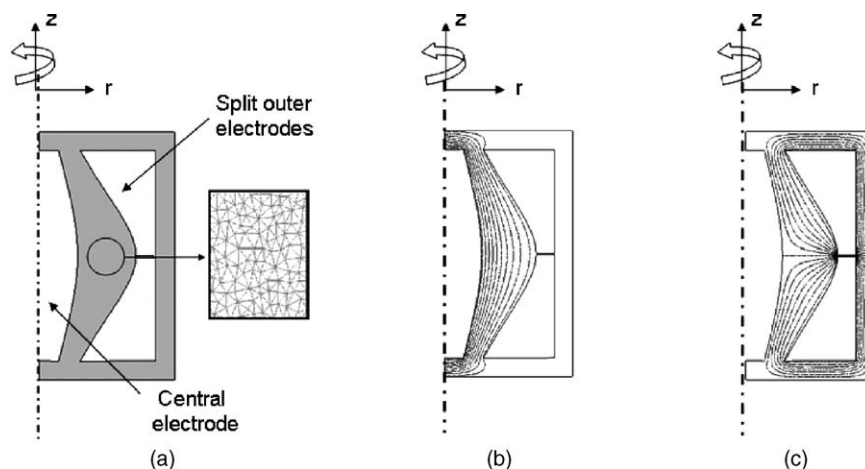 z
z
z
r
r
r
Split outer
electrodes
Central
electrode
(a)
(b)
(c)